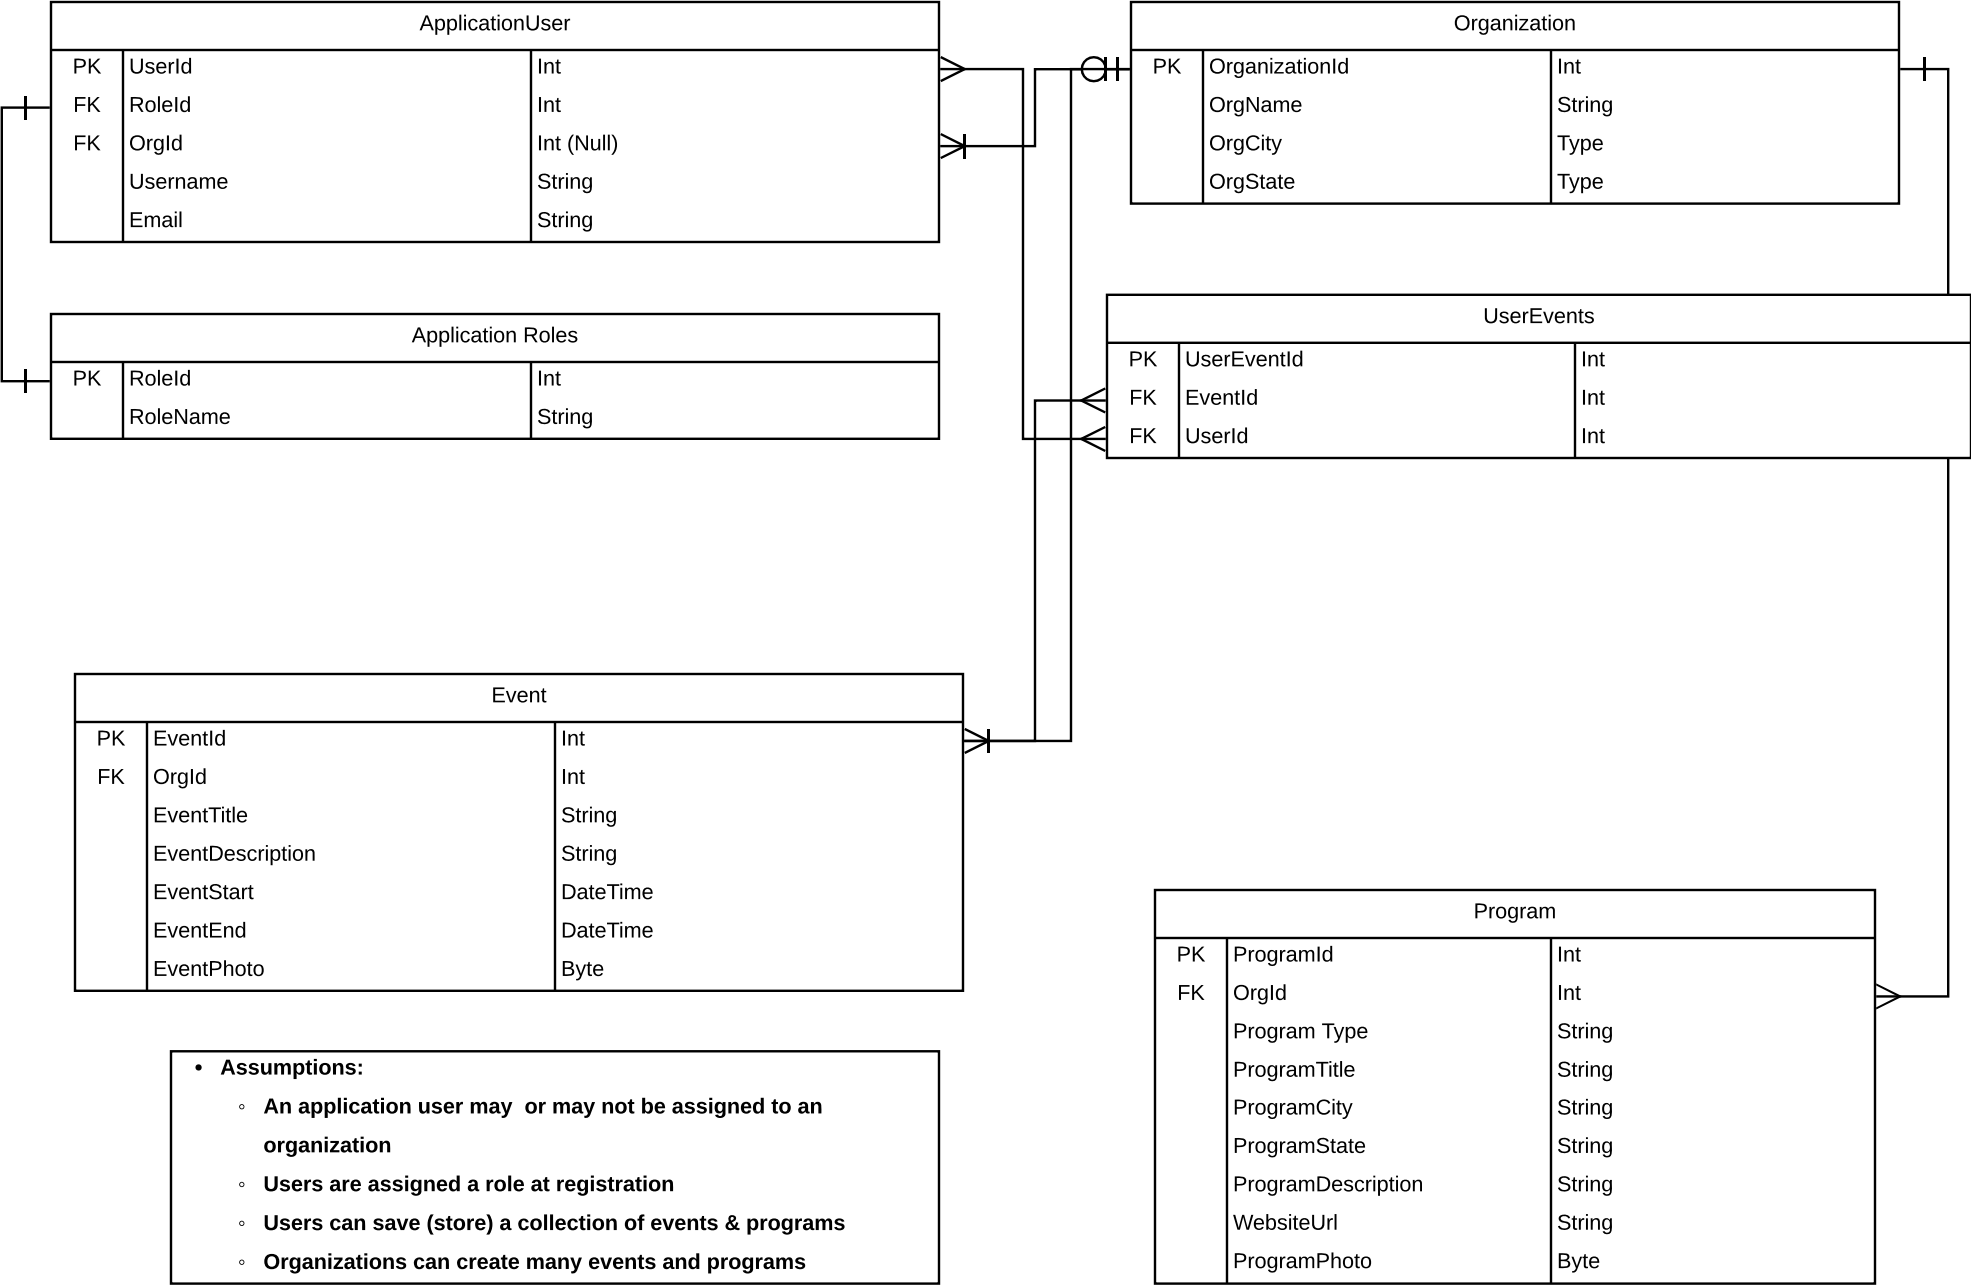 ApplicationUser
PK UserId Int
FK RoleId Int
FK OrgId Int (Null)
Username String
Email String
Organization
PK OrganizationId Int
OrgName String
OrgCity Type
OrgState Type
Application Roles
PK RoleId Int
RoleName String
UserEvents
PK UserEventId Int
FK EventId Int
FK UserId Int
Event
PK EventId Int
FK OrgId Int
EventTitle String
EventDescription String
EventStart DateTime
EventEnd DateTime
EventPhoto Byte
Program
PK ProgramId Int
FK OrgId Int
Program Type String
ProgramTitle String
ProgramCity String
ProgramState String
ProgramDescription String
WebsiteUrl String
ProgramPhoto Byte
• Assumptions:
◦ An application user may  or may not be assigned to an
organization
◦ Users are assigned a role at registration
◦ Users can save (store) a collection of events & programs
◦ Organizations can create many events and programs